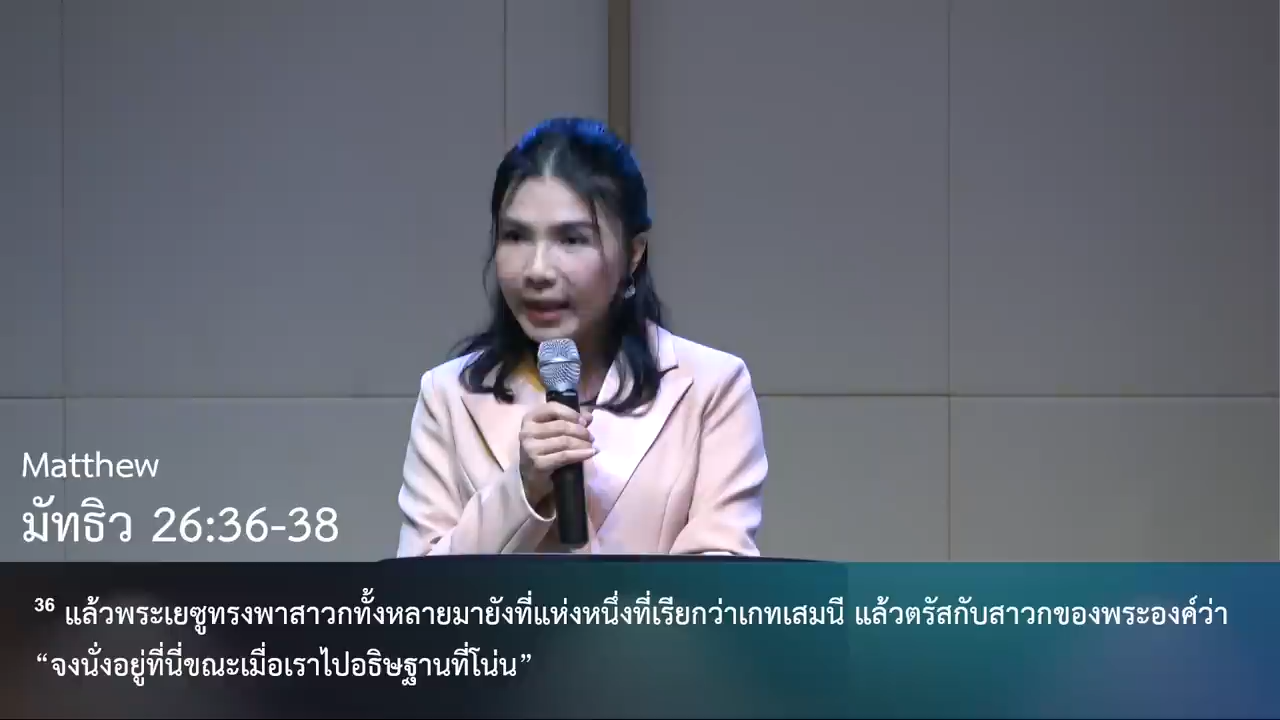 Matthew
มัทธิว 26:36-38
36 แล้วพระเยซูทรงพาสาวกทั้งหลายมายังที่แห่งหนึ่งที่เรียกว่าเกทเสมนี แล้วตรัสกับสาวกของพระองค์ว่า
“จงนั่งอยู่ที่นี่ขณะเมื่อเราไปอธิษฐานที่โน่น”